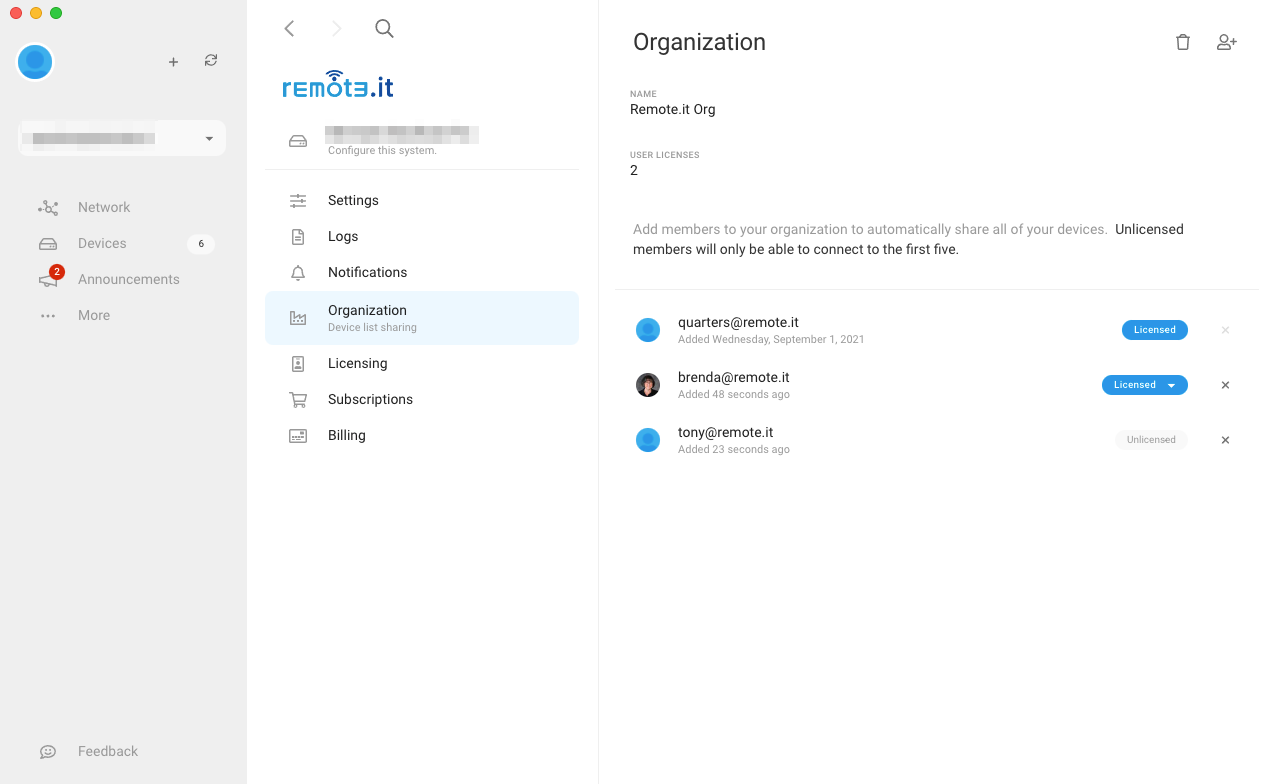 Network
Devices
6
2
Announcements
More
Feedback
remote.it
Configure this system.
Settings
Logs
Notifications
Organization
Device list sharing
Licensing
Subscriptions
Billing
Organization
NAME
Remote.it Org
USER LICENSES
2
Add members to your organization to automatically share all of your devices. Unlicensed
members will only be able to connect to the first five.
quarters@remote.it
Licensed
Added Wednesday, September 1, 2021
brenda@remote.it
Licensed
Added 48 seconds ago
tony@remote.it
Unlicensed
Added 23 seconds ago